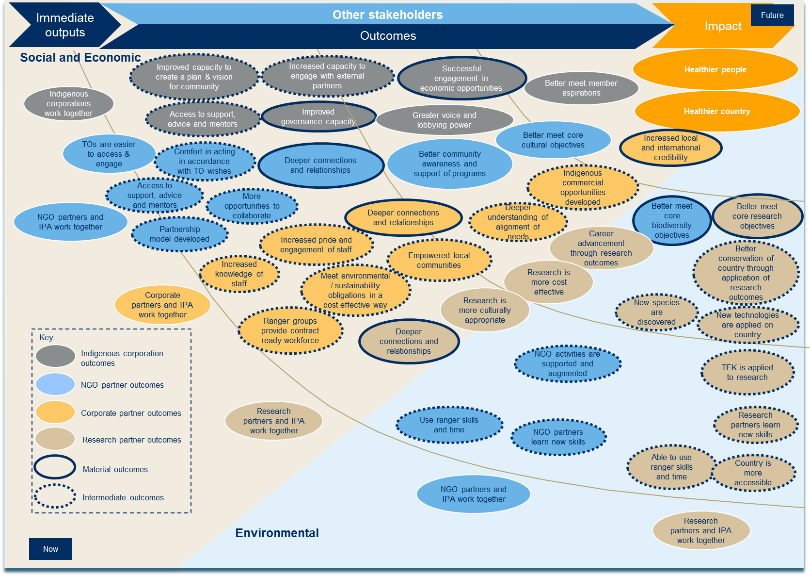 Immediate
outputs
Other stakeholders
Outcomes
Impact
Future
Social and Economic
Improved capacity to
create a plan & vision
for community
Increased capacity to
engage with external
partners
Successful
engagement in
economic opportunities
Better meet member
aspirations
Healthier people
Healthier country
Indigenous
corporations
work together
Access to support,
advice and mentors
Improved
governance capacity
Greater voice and
lobbying power
TOs are easier
to access &
engage
Comfort in acting
in accordance
with TO wishes
Deeper connections
and relationships
Better community
awareness and
support of programs
Better meet core
cultural objectives
Increased local
and international
credibility
Access to
support, advice
and mentors
More
opportunities to
collaborate
Indigenous
commercial
opportunities
developed
NGO partners and
IPA work together
Partnership
model developed
Deeper connections
and relationships
Deeper
understanding of
alignment of
needs
Better meet
core
biodiversity
objectives
Better meet
core research
objectives
Increased pride and
engagement of staff
Empowered local
communities
Career
advancement
through research
outcomes
Better
conservation of
country through
application of
research
outcomes
Increased
knowledge of
staff
Meet environmental
/ sustainability
obligations in a
cost effective way
Research is
more cost
effective
Corporate
partners and IPA
work together
Research is
more culturally
appropriate
New species
are
discovered
New technologies
are applied on
country
Ranger groups
provide contract
ready workforce
Deeper
connections and
relationships
NGO activities are
supported and
augmented
TEK is applied
to research
Key
Indigenous corporation
outcomes
NGO partner outcomes
Corporate partner outcomes
Research partner outcomes
Material outcomes
Intermediate outcomes
Research
partners and IPA
work together
Use ranger skills
and time
NGO partners
learn new skills
Research
partners learn
new skills
Able to use
ranger skills
and time
Country is
more
accessible
NGO partners and
IPA work together
Research
partners and IPA
work together
Environmental
Now